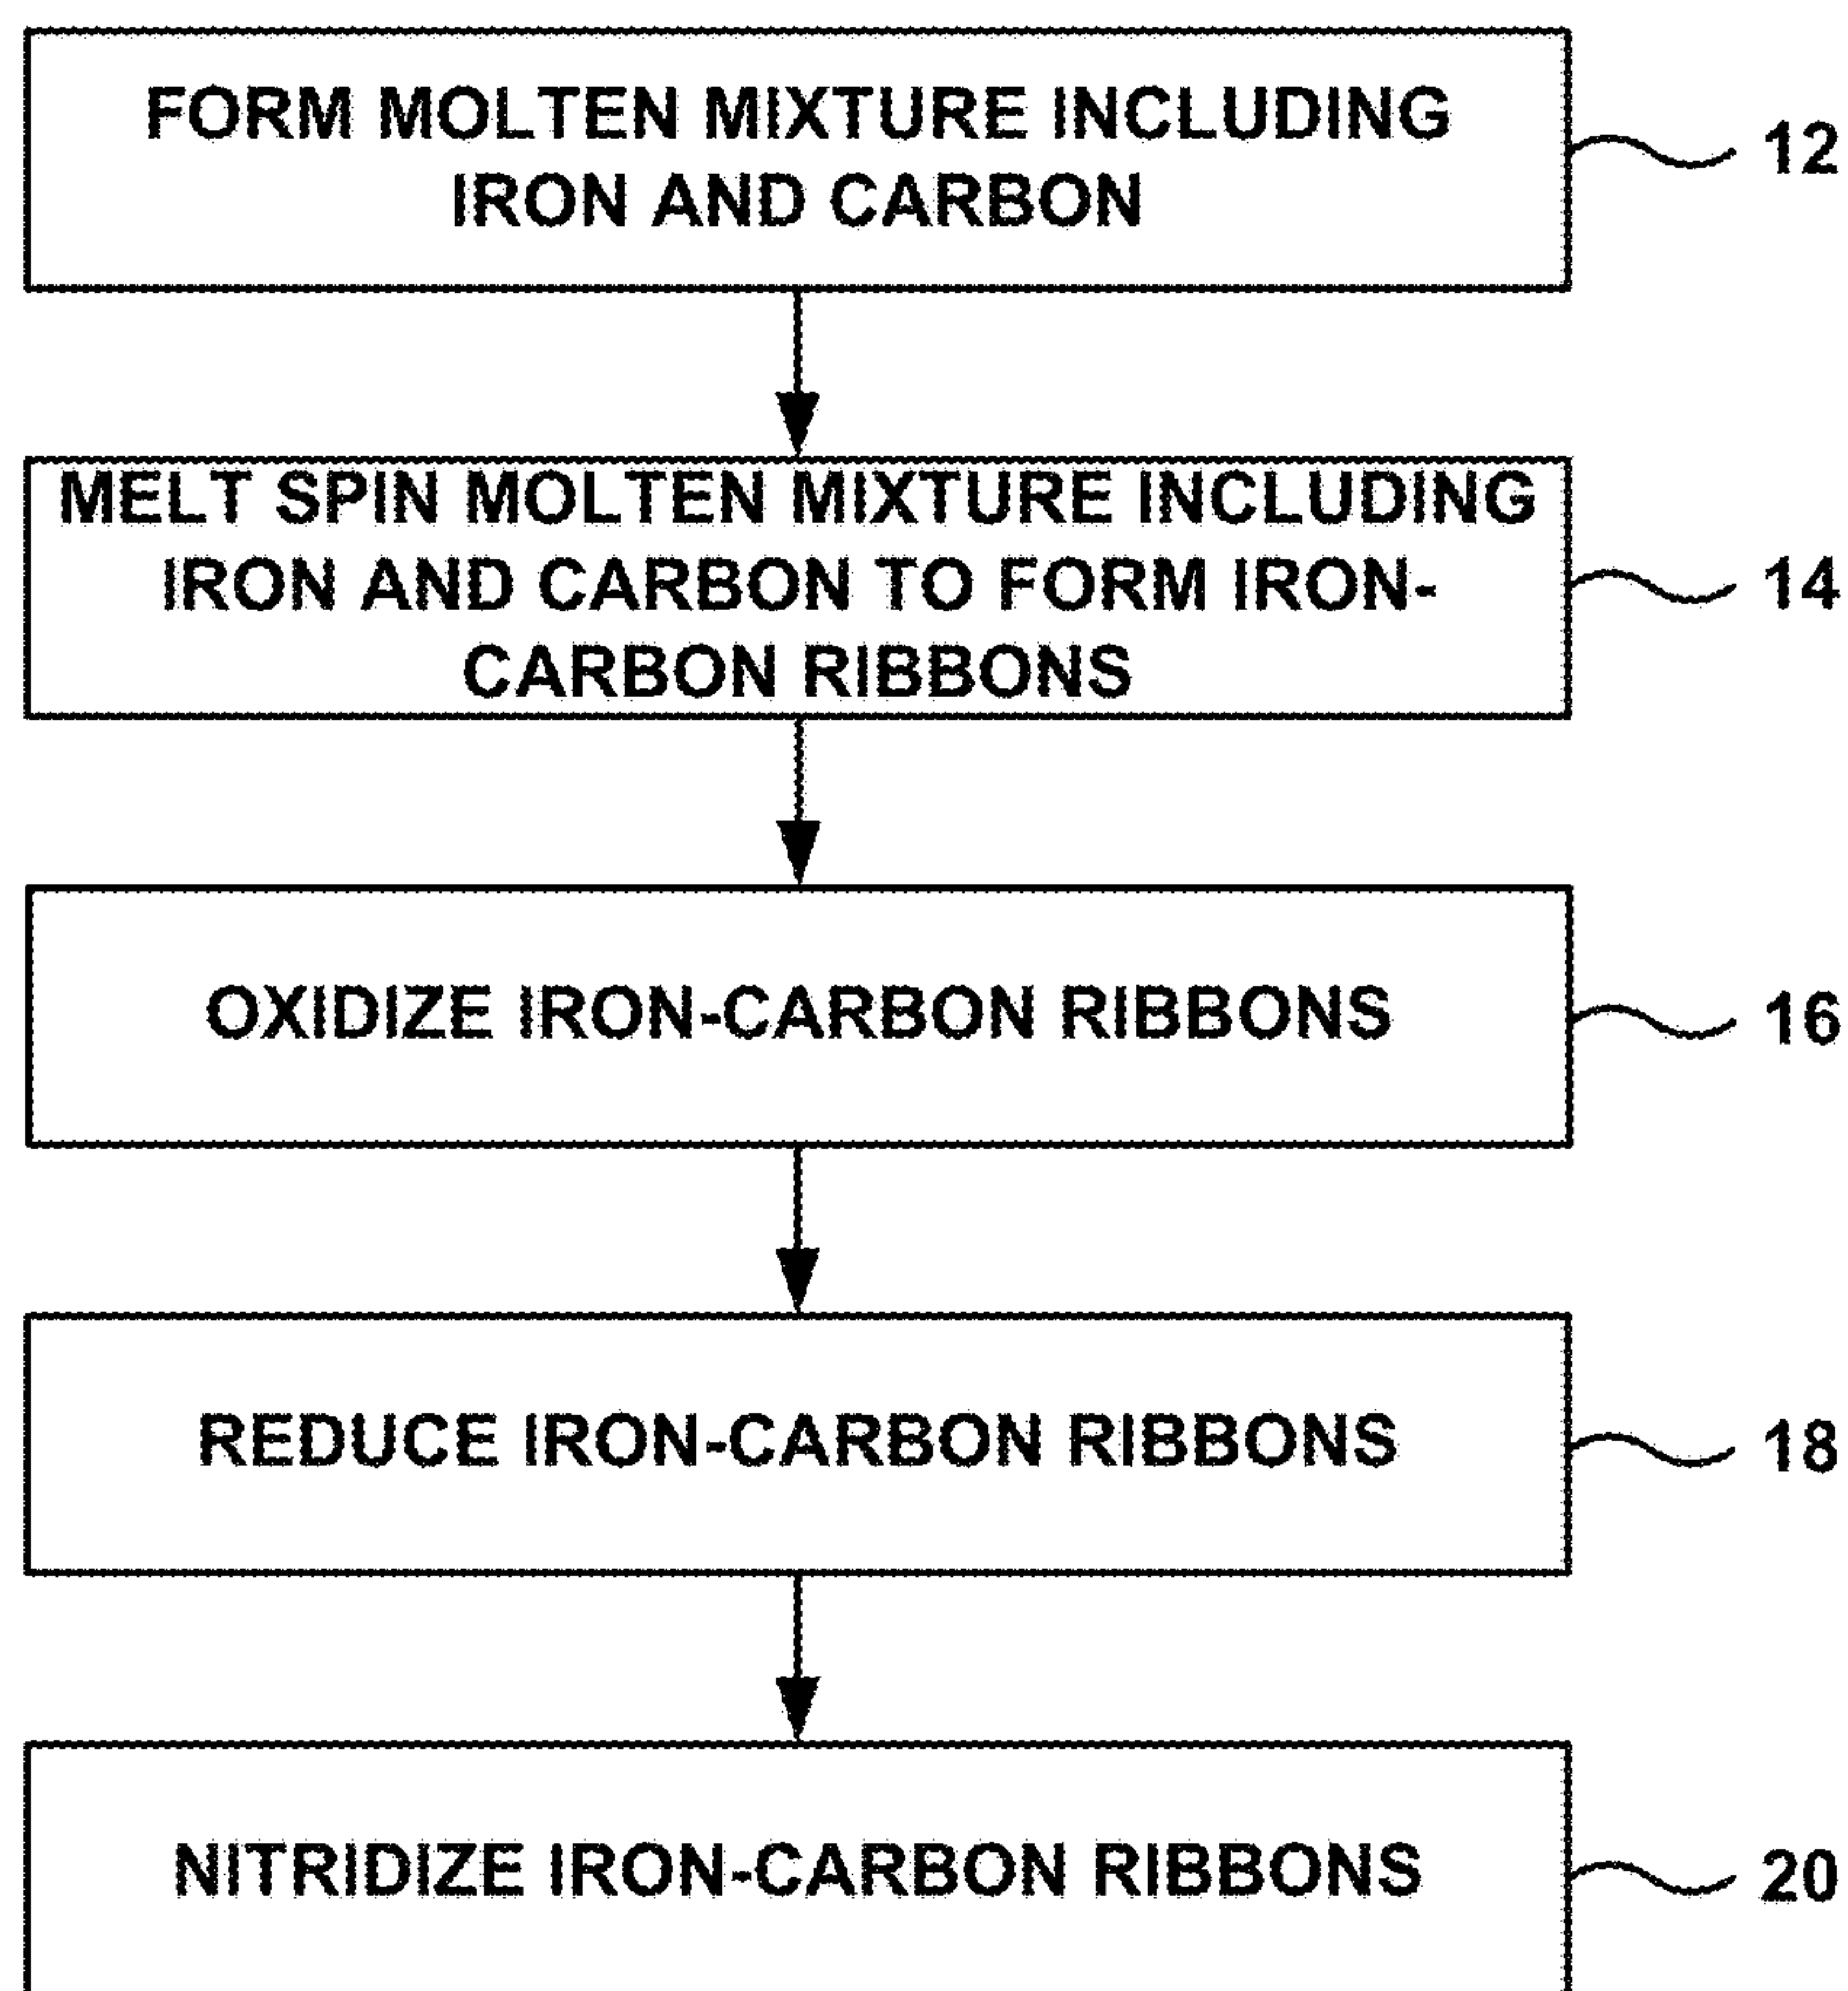 FORM MOLTEN MIXTURE INCLUDING
IRON AND CARBON
12
MELT SPIN MOLTEN MIXTURE INCLUDING
IRON AND CARBON TO FORM IRON-
CARBON RIBBONS
14
OXIDIZE IRON-CARBON RIBBONS
16
REDUCE IRON-CARBON RIBBONS
18
NITRIDIZE IRON-CARBON RIBBONS
20